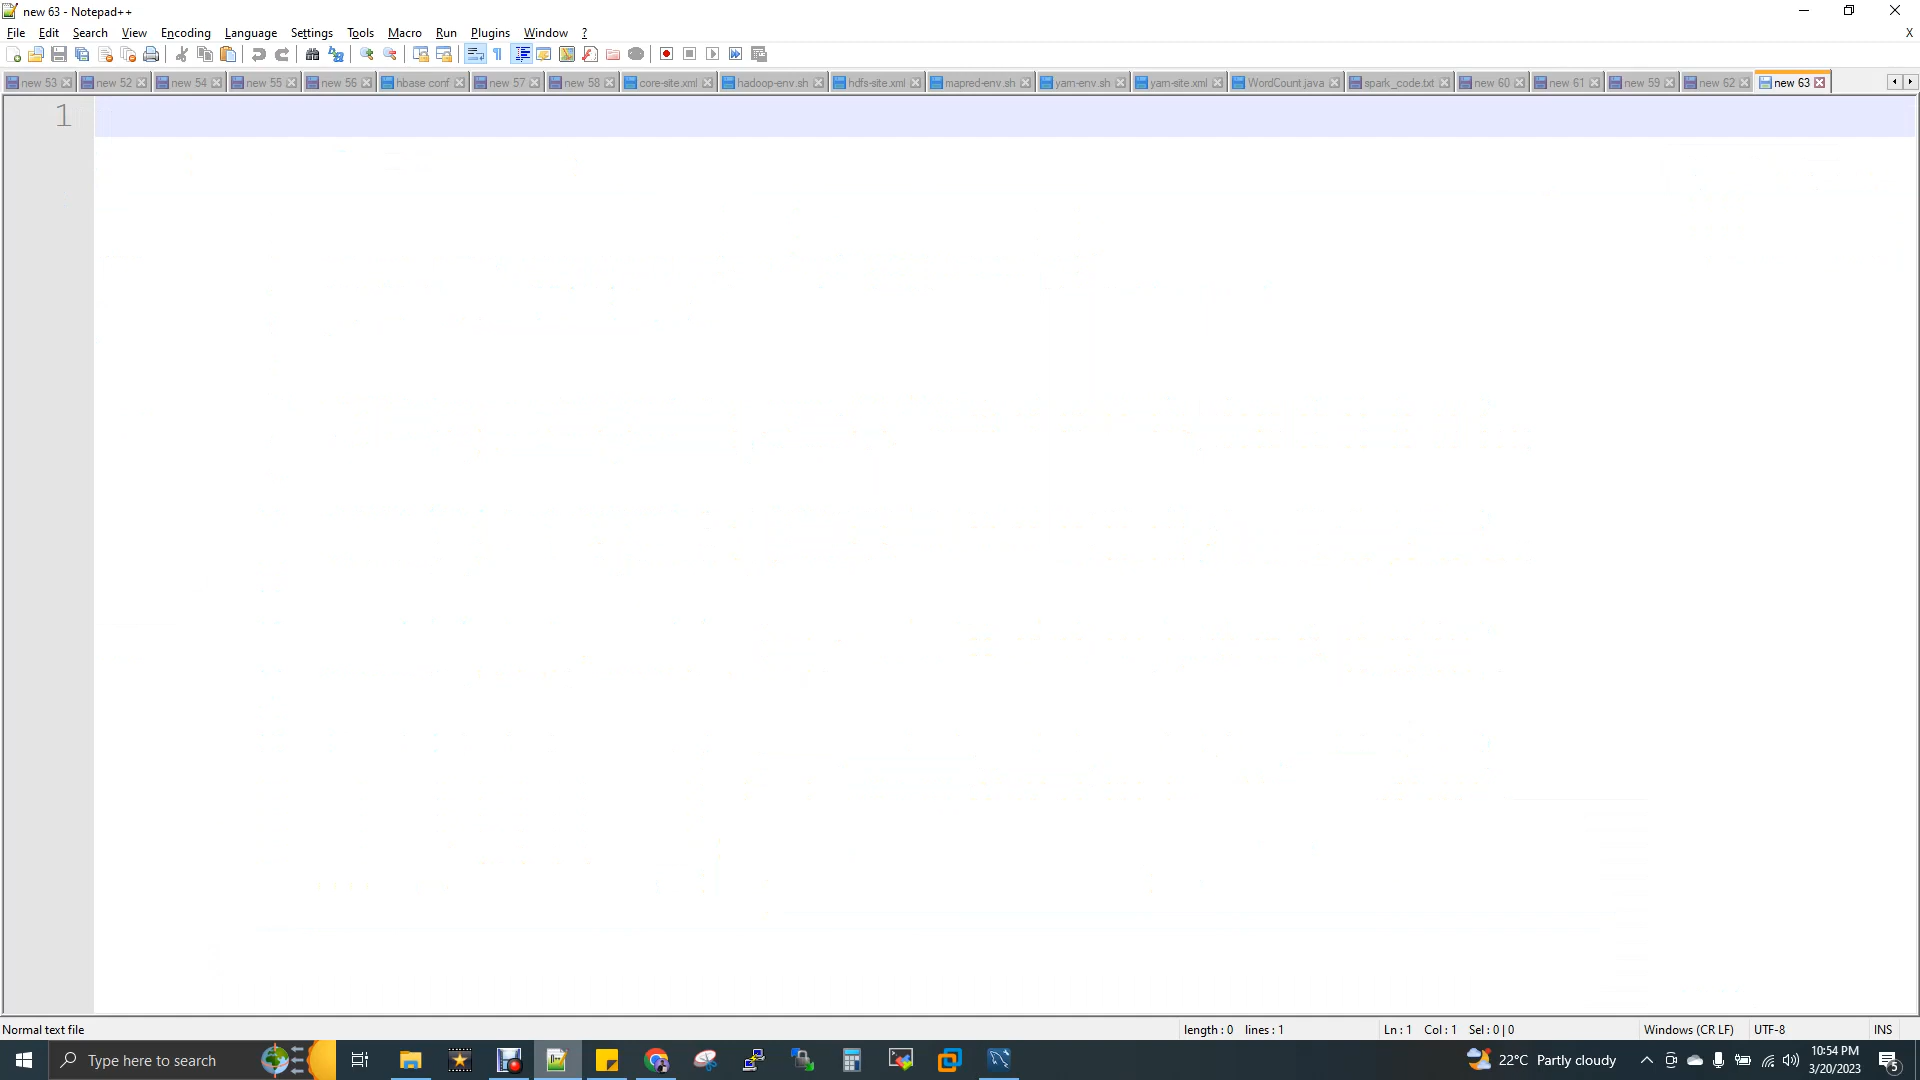 new 63 - Notepad++
File Edit Search View Encoding Language Settings Tools Macro Run Plugins Window ? X
new 53 new 52 new 54 new 55 new 56 hbase conf new 57 new 58 core-site.xml hadoop-env.sh hdfs-site.xml mapred-env.sh yarn-env.sh yarn-site.xml WordCount.java spark_code.txt new 60 new 61 new 59 new 62 new 63
1
Normal text file length : 0 lines : 1 Ln : 1 Col : 1 Sel : 0 | 0 Windows (CR LF) UTF-8 INS
Type here to search 22°C Partly cloudy 10:54 PM
3/20/2023 5